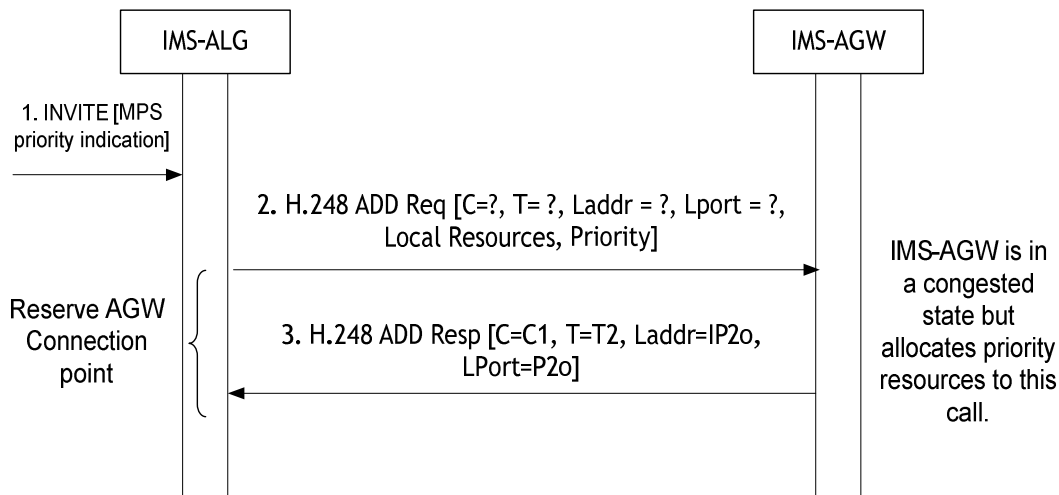 IMS-ALG
IMS-AGW
1. INVITE [MPS
priority indication]
2. H.248 ADD Req [C=?, T= ?, Laddr = ?, Lport = ?,
Local Resources, Priority]
IMS-AGW is in
a congested
state but
allocates priority
resources to this
call.
Reserve AGW
Connection
point
3. H.248 ADD Resp [C=C1, T=T2, Laddr=IP2o,
LPort=P2o]